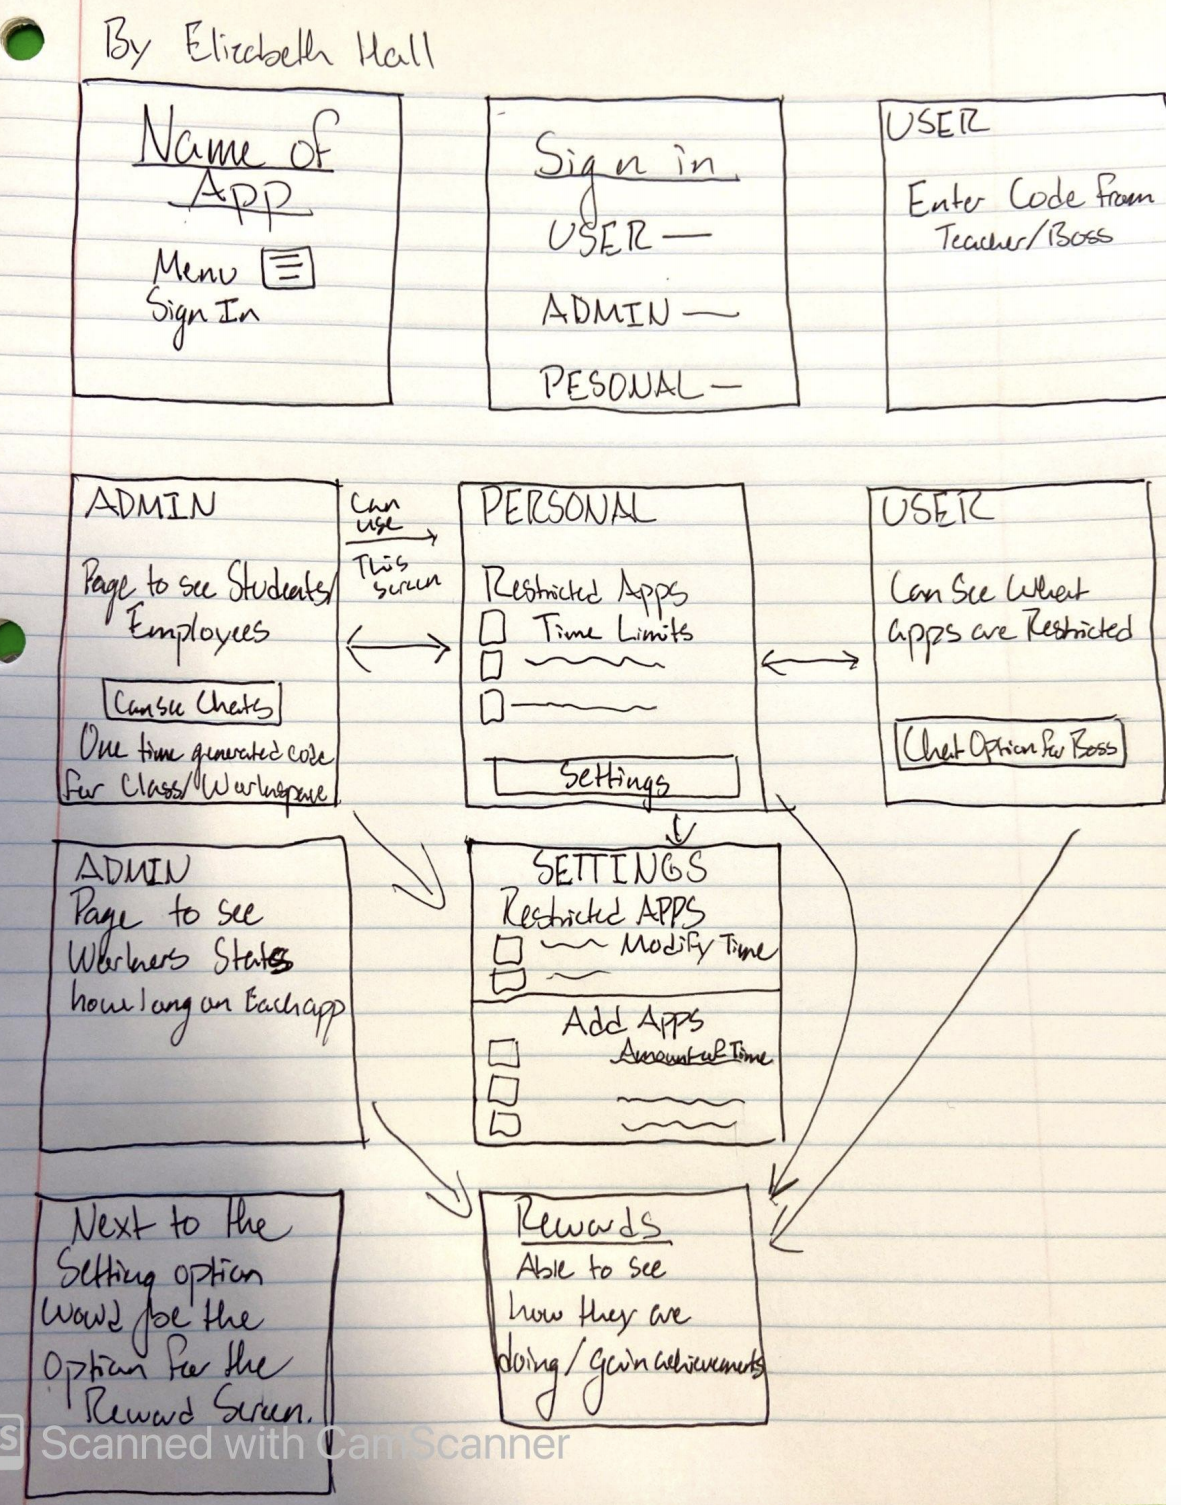 By Elizabeth Hall
Name of
App
Menu
Sign In
Sign in
USER
ADMIN
PESONAL
USER
Enter Code from
Teacher/Boss
ADMIN
Page to see Students/
Employees
Can see Chats
One time generated code
for Class/Workspace
Can
use
This
screen
PERSONAL
Restricted Apps
Time Limits
Settings
USER
Can See What
apps are Restricted
Chat Option for Boss
ADMIN
Page to see
Workers Stats
how long on Each app
SETTINGS
Restricted APPS
Modify Time
Add Apps
Amount of Time
Next to the
Setting option
would be the
option for the
Reward Screen.
Rewards
Able to see
how they are
doing/gain achievements
S Scanned with CamScanner